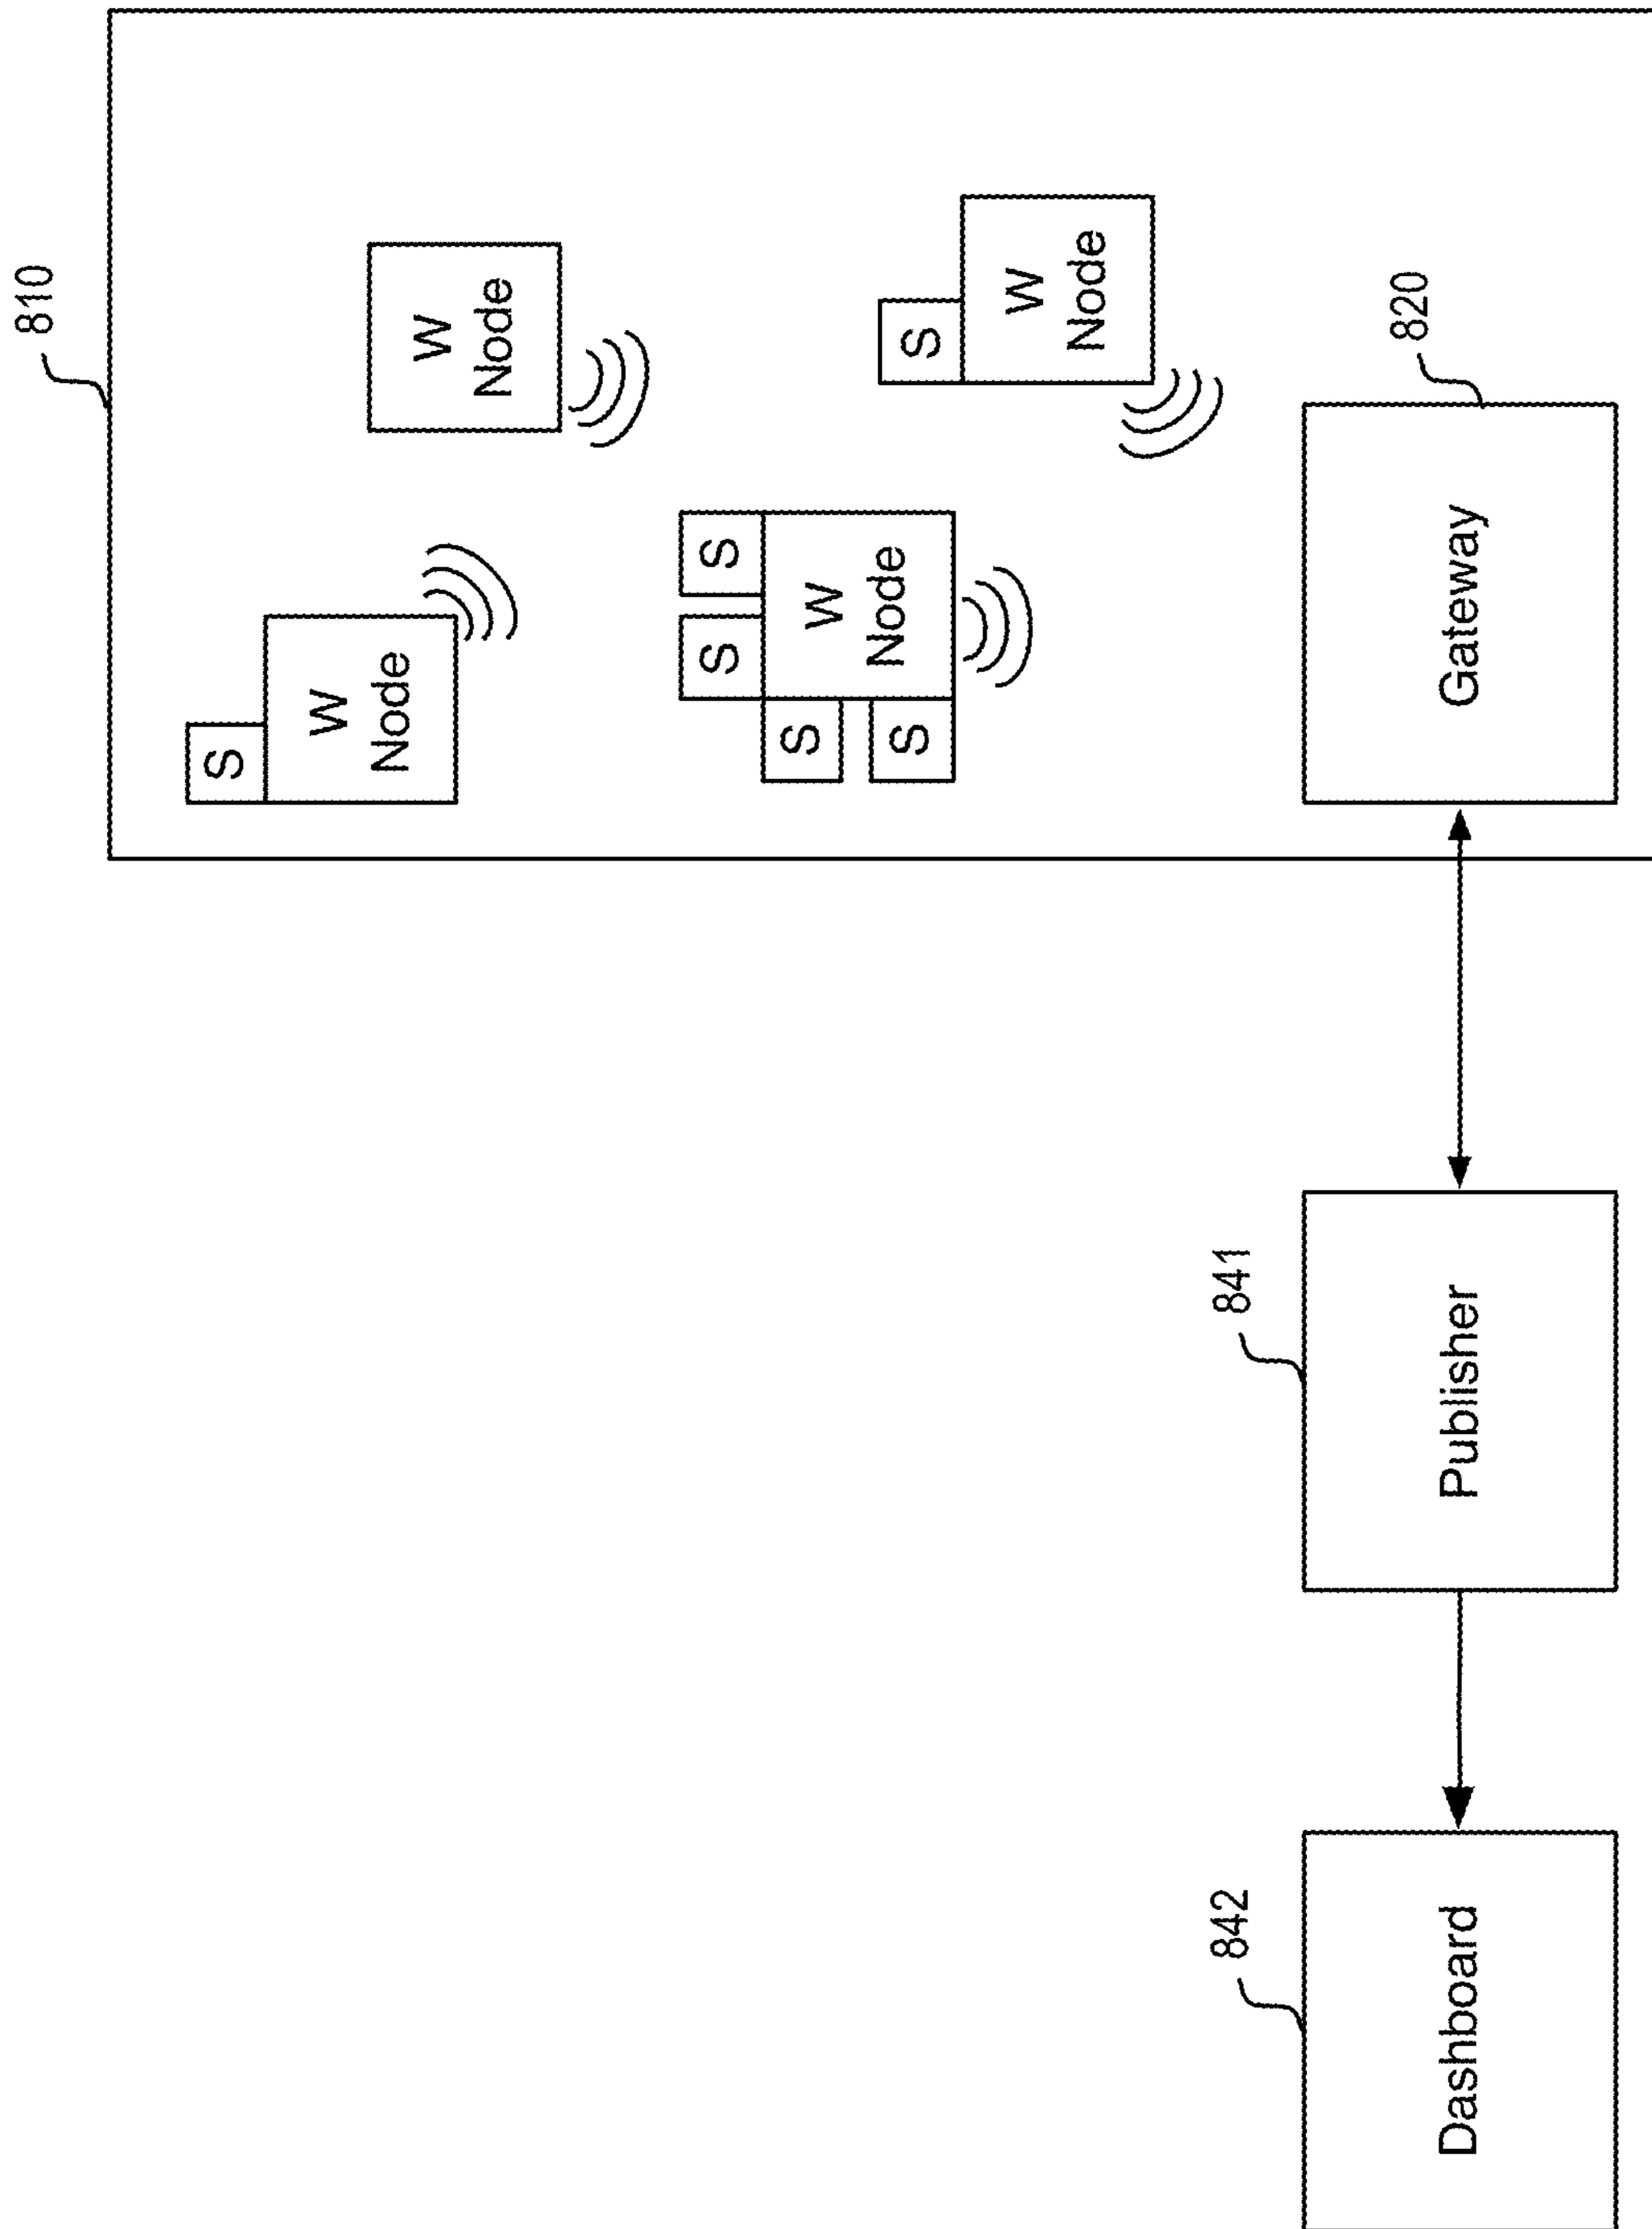 810
S
W
Node
W
Node
S
S
S
S
W
Node
S
W
Node
842
841
820
Dashboard
Publisher
Gateway